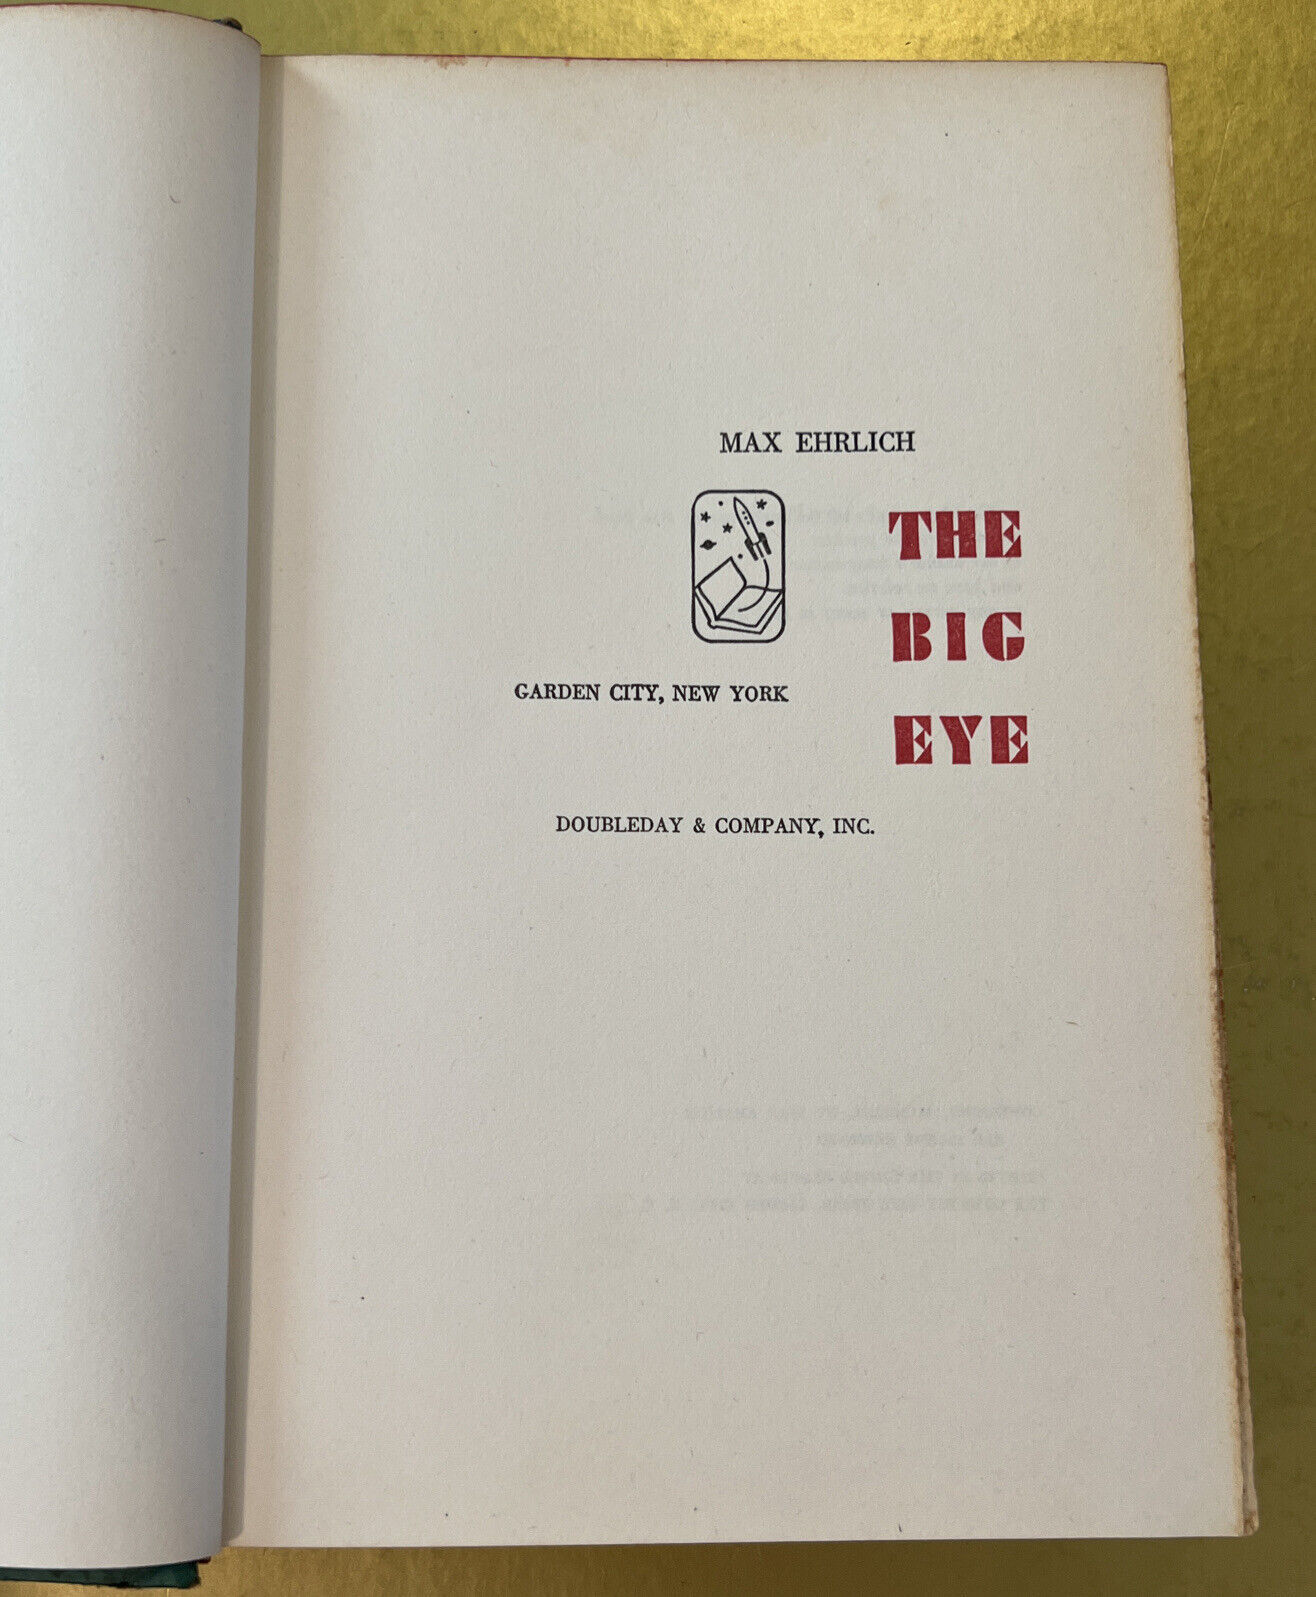 MAX EHRLICH
THE
BIG
EYE
GARDEN CITY, NEW YORK
DOUBLEDAY & COMPANY, INC.